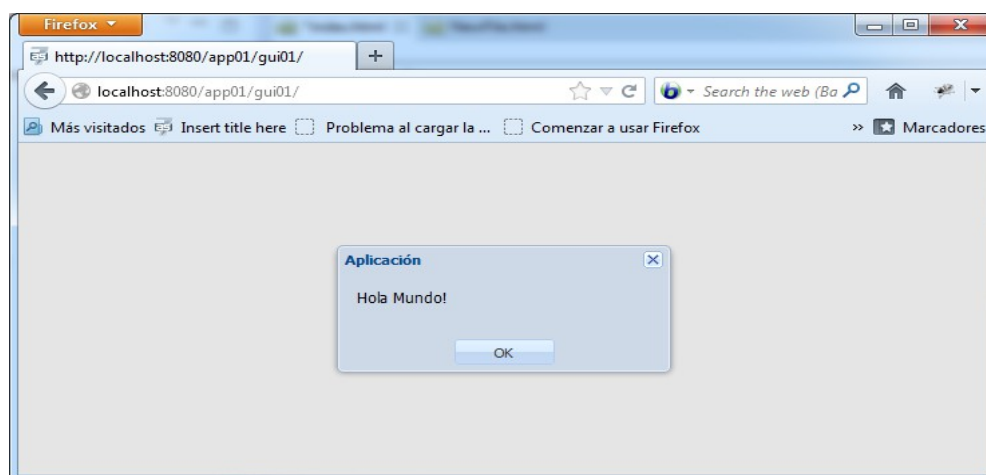 Firefox
http://localhost:8080/app01/gui01/
localhost:8080/app01/gui01/
Search the web (Ba
Más visitados Insert title here Problema al cargar la ... Comenzar a usar Firefox » Marcadores
Aplicación
Hola Mundo!
OK